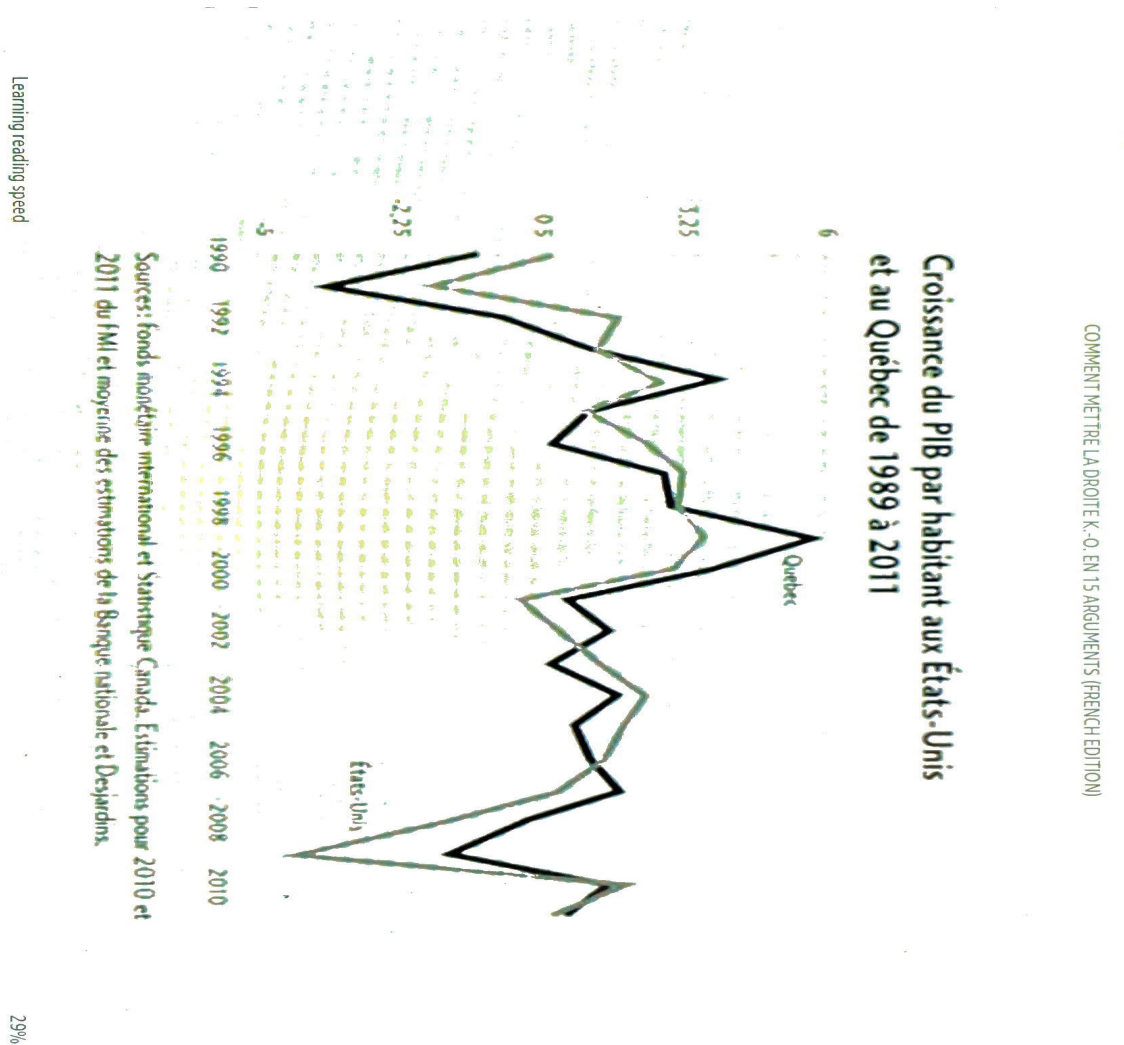 COMMENT METTRE LA DROITE K.-O. EN 15 ARGUMENTS (FRENCH EDITION)
Croissance du PIB par habitant aux États-Unis
et au Québec de 1989 à 2011
6
3.25
0.5
-2.25
-5
Québec
États-Unis
1990 1992 1994 1996 1998 2000 2002 2004 2006 2008 2010
Sources: Fonds monétaire international et Statistique Canada. Estimations pour 2010 et
2011 du FMI et moyenne des estimations de la Banque nationale et Desjardins.
Learning reading speed
29%